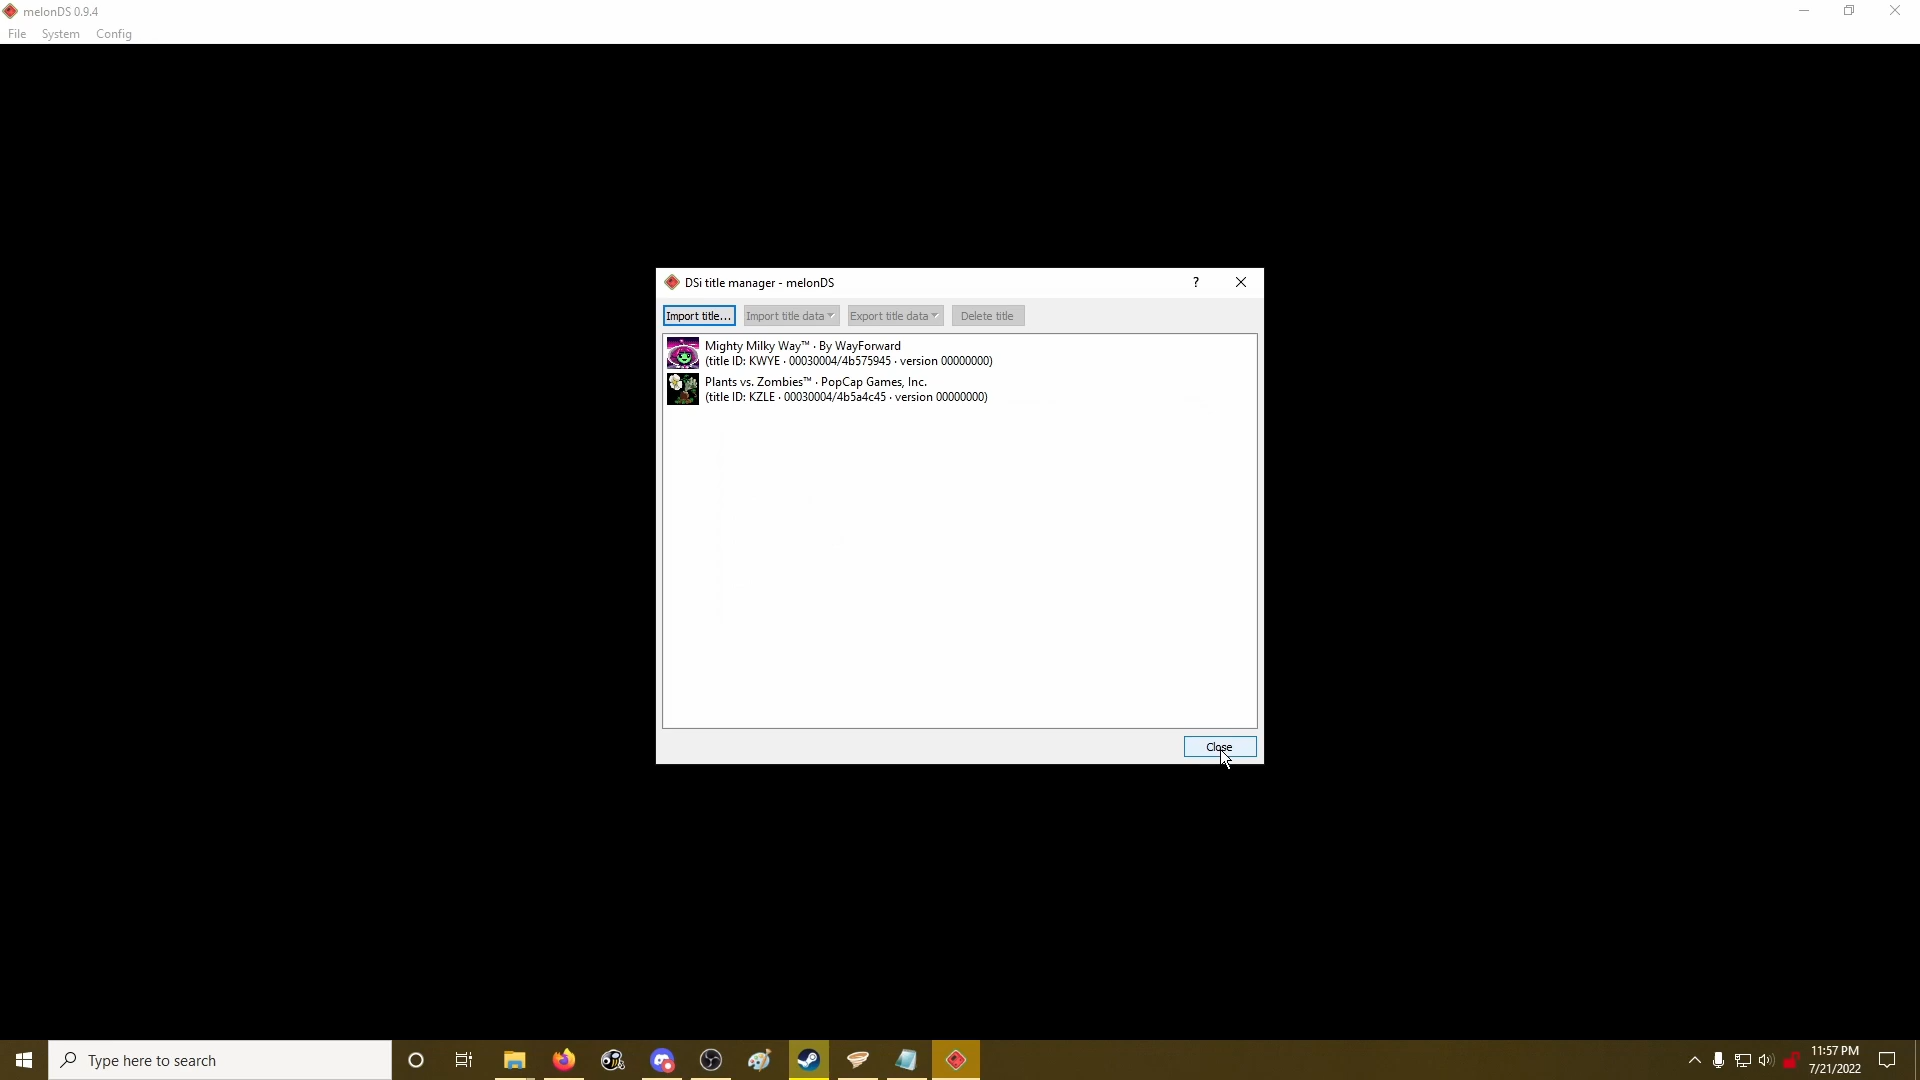 melonDS 0.9.4
File System Config
DSi title manager - melonDS
?
Import title... Import title data Export title data Delete title
Mighty Milky Way™ · By WayForward
(title ID: KWYE · 00030004/4b575945 · version 00000000)
Plants vs. Zombies™ · PopCap Games, Inc.
(title ID: KZLE · 00030004/4b5a4c45 · version 00000000)
Close
Type here to search
11:57 PM
7/21/2022